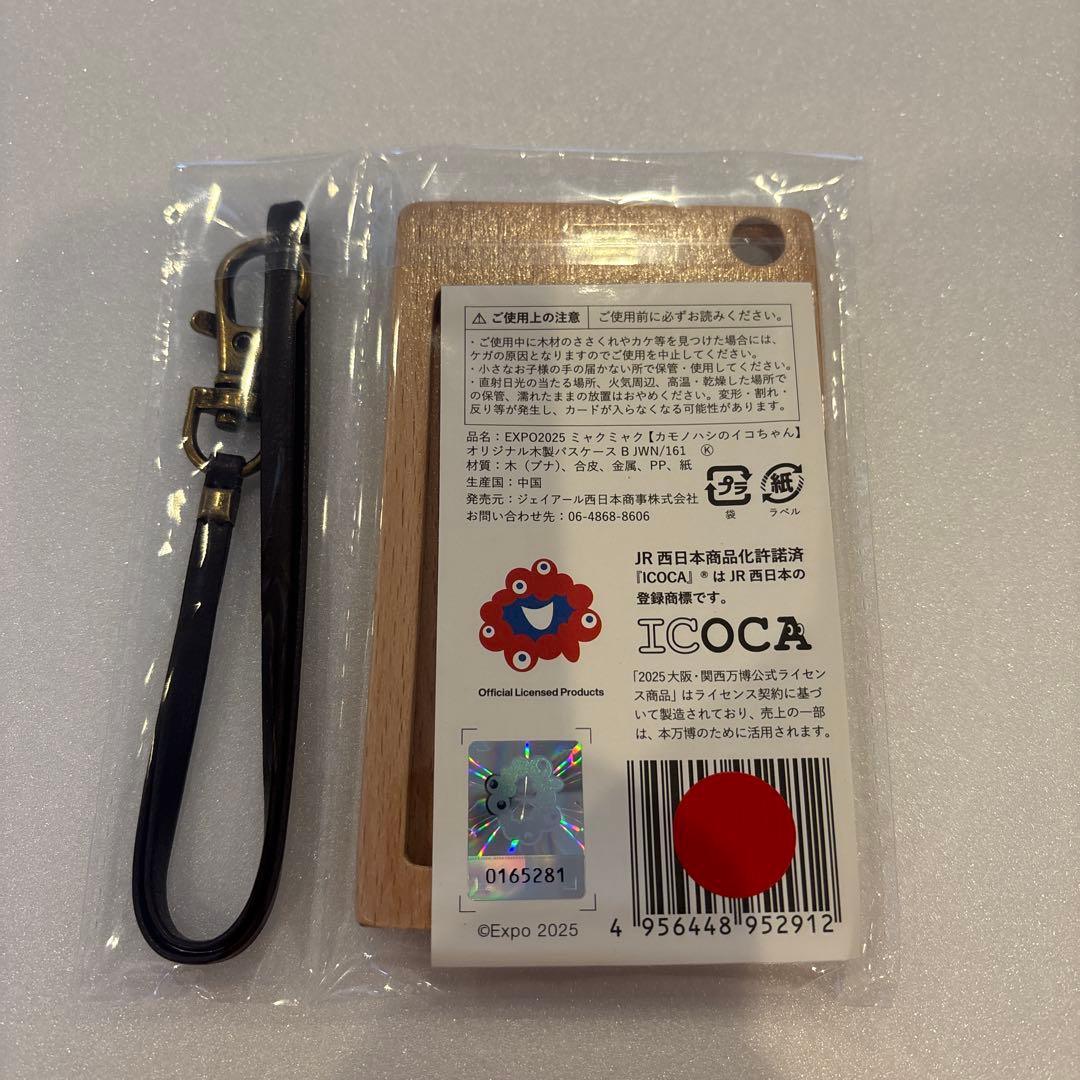 ⚠ ご使用上の注意 ご使用前に必ずお読みください。
・ご使用中に木材のささくれやカケ等を見つけた場合には、
ケガの原因となりますのでご使用を中止してください。
・小さなお子様の手の届かない所で保管・使用してください。
・直射日光の当たる場所、火気周辺、高温・乾燥した場所で
の保管、濡れたままの放置はおやめください。変形・割れ・
反り等が発生し、カードが入らなくなる可能性があります。
品名：EXPO2025 ミャクミャク【カモノハシのイコちゃん】
オリジナル木製パスケース B JWN/161 Ⓚ
材質：木（ブナ）、合皮、金属、PP、紙
生産国：中国
発売元：ジェイアール西日本商事株式会社
お問い合わせ先：06-4868-8606
プラ
袋
紙
ラベル
JR 西日本商品化許諾済
『ICOCA』® は JR 西日本の
登録商標です。
ICOCA
Official Licensed Products
「2025 大阪・関西万博公式ライセン
ス商品」はライセンス契約に基づ
いて製造されており、売上の一部
は、本万博のために活用されます。
0165281
©Expo 2025
4 956448 952912